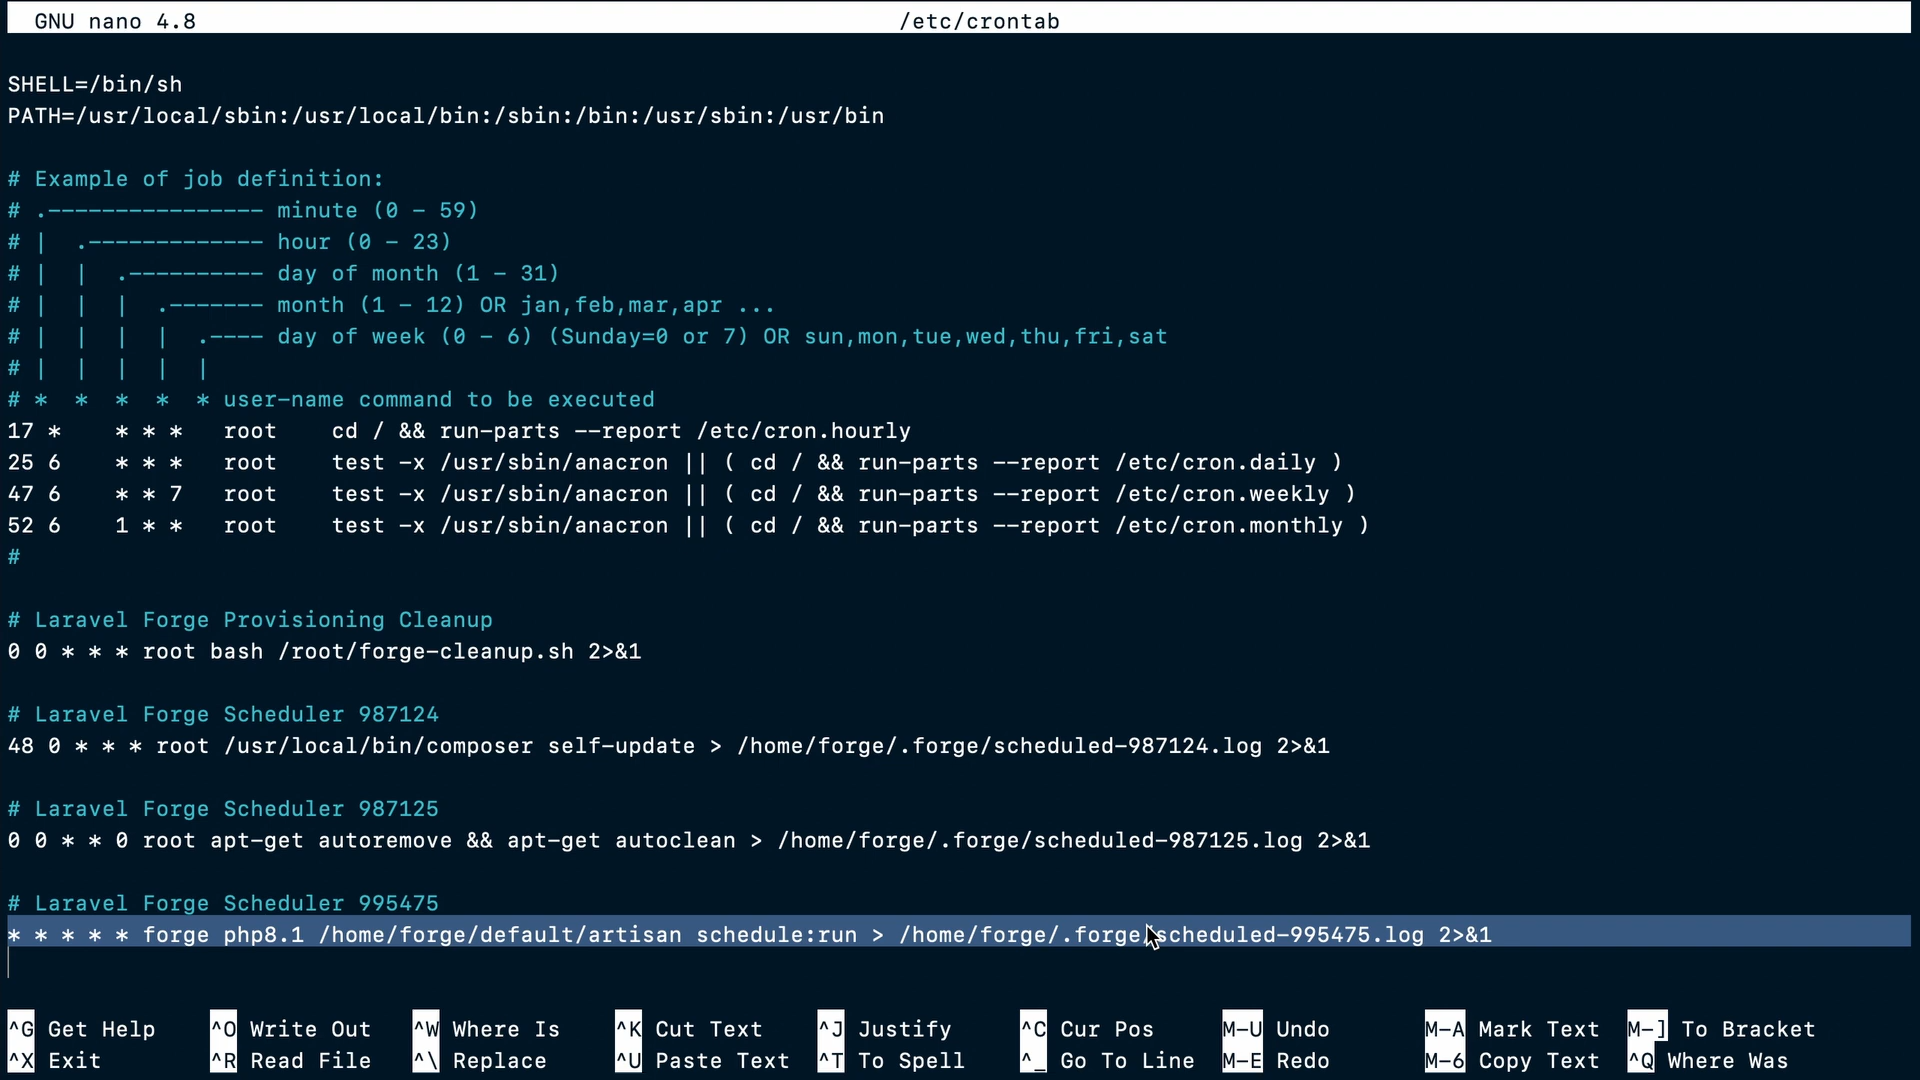 GNU nano 4.8 /etc/crontab
SHELL=/bin/sh
PATH=/usr/local/sbin:/usr/local/bin:/sbin:/bin:/usr/sbin:/usr/bin
# Example of job definition:
# .---------------- minute (0 - 59)
# |  .------------- hour (0 - 23)
# |  |  .---------- day of month (1 - 31)
# |  |  |  .------- month (1 - 12) OR jan,feb,mar,apr ...
# |  |  |  |  .---- day of week (0 - 6) (Sunday=0 or 7) OR sun,mon,tue,wed,thu,fri,sat
# |  |  |  |  |
# *  *  *  *  * user-name command to be executed
17 *    * * *   root    cd / && run-parts --report /etc/cron.hourly
25 6    * * *   root    test -x /usr/sbin/anacron || ( cd / && run-parts --report /etc/cron.daily )
47 6    * * 7   root    test -x /usr/sbin/anacron || ( cd / && run-parts --report /etc/cron.weekly )
52 6    1 * *   root    test -x /usr/sbin/anacron || ( cd / && run-parts --report /etc/cron.monthly )
#
# Laravel Forge Provisioning Cleanup
0 0 * * * root bash /root/forge-cleanup.sh 2>&1
# Laravel Forge Scheduler 987124
48 0 * * * root /usr/local/bin/composer self-update > /home/forge/.forge/scheduled-987124.log 2>&1
# Laravel Forge Scheduler 987125
0 0 * * 0 root apt-get autoremove && apt-get autoclean > /home/forge/.forge/scheduled-987125.log 2>&1
# Laravel Forge Scheduler 995475
* * * * * forge php8.1 /home/forge/default/artisan schedule:run > /home/forge/.forge/scheduled-995475.log 2>&1
^G Get Help ^O Write Out ^W Where Is ^K Cut Text ^J Justify ^C Cur Pos M-U Undo M-A Mark Text M-] To Bracket
^X Exit ^R Read File ^\ Replace ^U Paste Text ^T To Spell ^_ Go To Line M-E Redo M-6 Copy Text ^Q Where Was